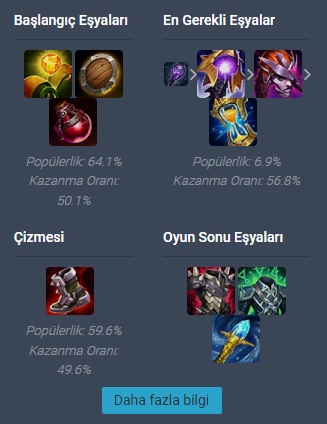 Başlangıç Eşyaları
Popülerlik: 64.1%
Kazanma Oranı:
50.1%
En Gerekli Eşyalar
Popülerlik: 6.9%
Kazanma Oranı: 56.8%
Çizmesi
Popülerlik: 59.6%
Kazanma Oranı:
49.6%
Oyun Sonu Eşyaları
Daha fazla bilgi